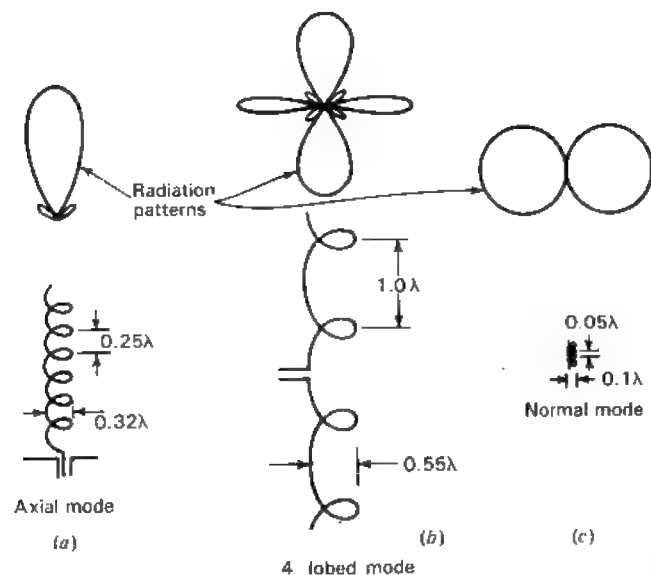 Radiation
patterns
1.0λ
0.25λ
0.32λ
0.05λ
0.1λ
Normal mode
0.55λ
Axial mode
(a)
(b)
(c)
4 lobed mode